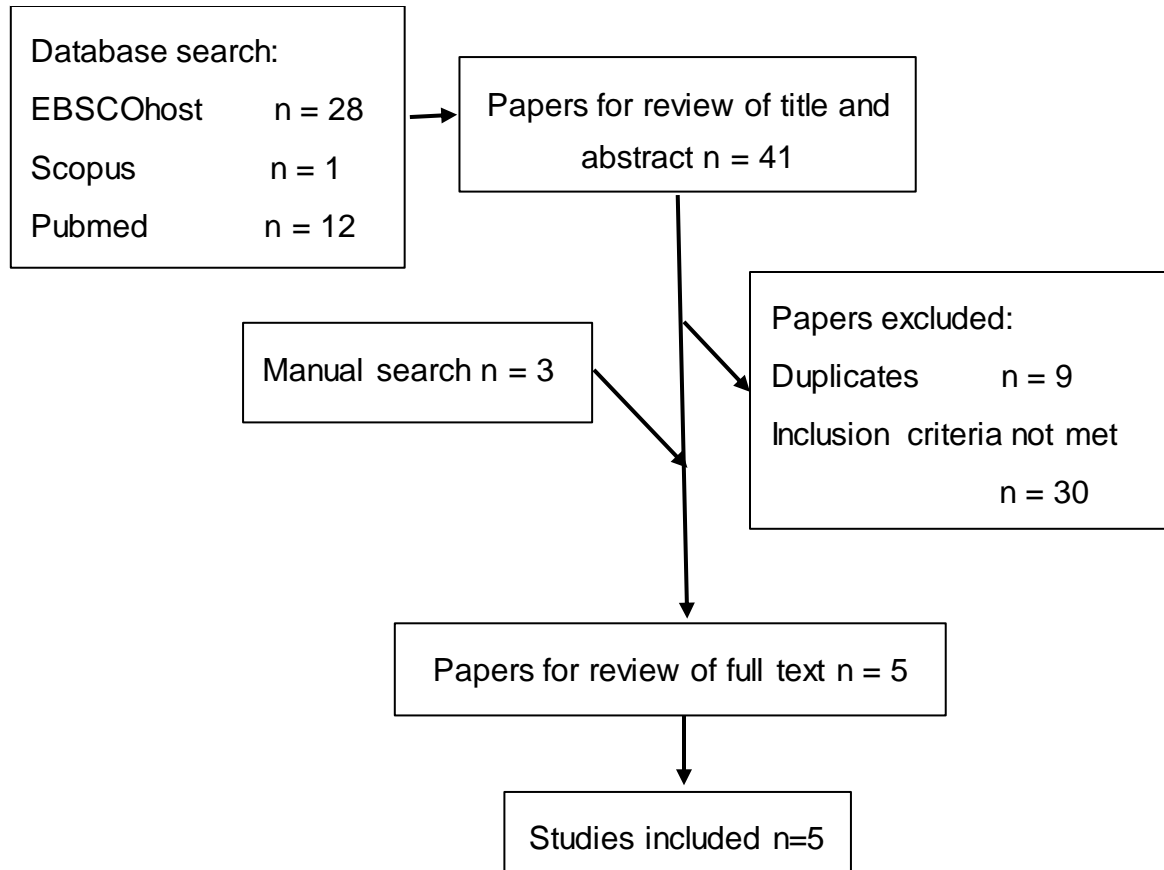 Database search:
EBSCOhost n = 28
Scopus n = 1
Pubmed n = 12
Papers for review of title and
abstract n = 41
Manual search n = 3
Papers excluded:
Duplicates n = 9
Inclusion criteria not met
n = 30
Papers for review of full text n = 5
Studies included n=5